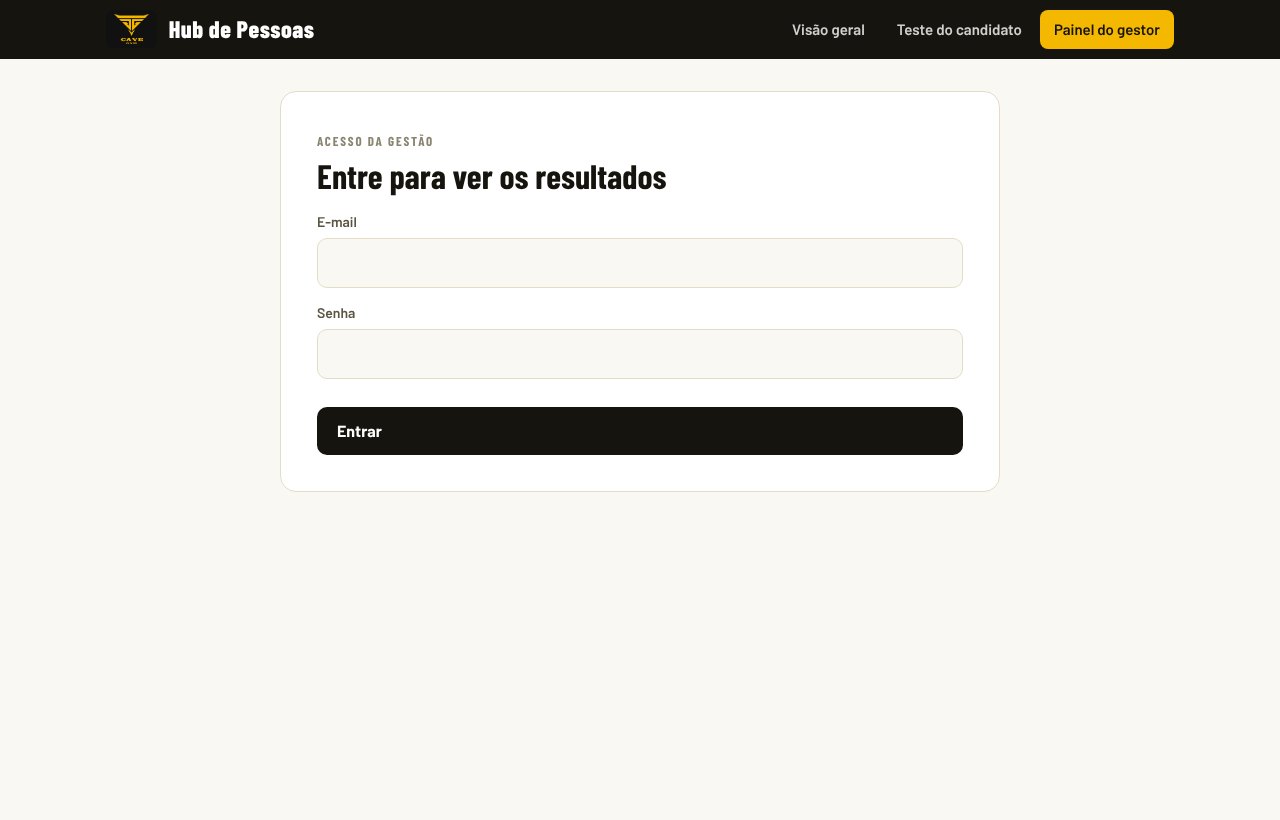 CAVE
Hub de Pessoas
Visão geral
Teste do candidato
Painel do gestor
ACESSO DA GESTÃO
Entre para ver os resultados
E-mail
Senha
Entrar